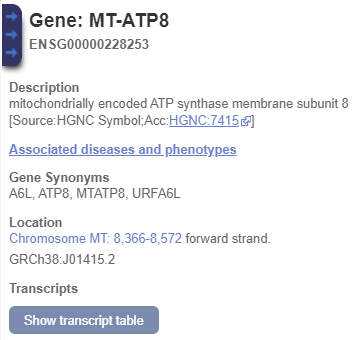 Gene: MT-ATP8
ENSG00000228253
Description
mitochondrially encoded ATP synthase membrane subunit 8
[Source:HGNC Symbol;Acc:HGNC:7415]
Associated diseases and phenotypes
Gene Synonyms
A6L, ATP8, MTATP8, URFA6L
Location
Chromosome MT: 8,366-8,572 forward strand.
GRCh38:J01415.2
Transcripts
Show transcript table